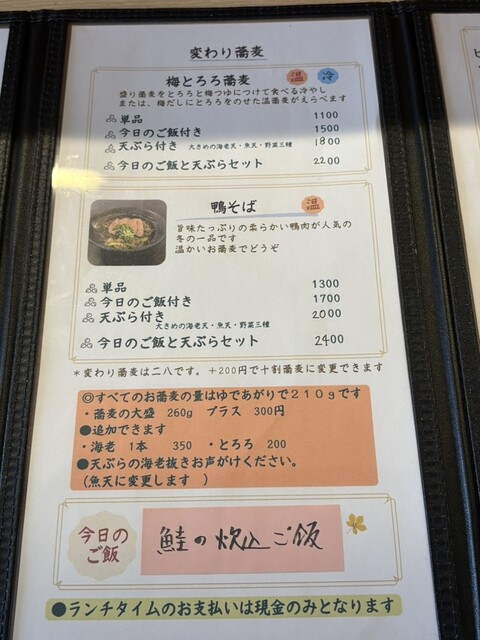 変わり蕎麦
梅とろろ蕎麦 温 冷
盛り蕎麦をとろろと梅つゆにつけて食べる冷やし
または、梅だしにとろろをのせた温蕎麦がえらべます
単品 1100
今日のご飯付き 1500
天ぷら付き 大きめの海老天・魚天・野菜三種 1800
今日のご飯と天ぷらセット 2200
鴨そば 温
旨味たっぷりの柔らかい鴨肉が人気の
冬の一品です
温かいお蕎麦でどうぞ
単品 1300
今日のご飯付き 1700
天ぷら付き 2000
大きめの海老天・魚天・野菜三種
今日のご飯と天ぷらセット 2400
＊変わり蕎麦は二八です。＋200円で十割蕎麦に変更できます
◎すべてのお蕎麦の量はゆであがりで210gです
・蕎麦の大盛 260g プラス 300円
●追加できます
・海老 1本 350 ・とろろ 200
●天ぷらの海老抜きお声がけください。
(魚天に変更します )
今日の
ご飯
鮭の炊込ご飯
●ランチタイムのお支払いは現金のみとなります